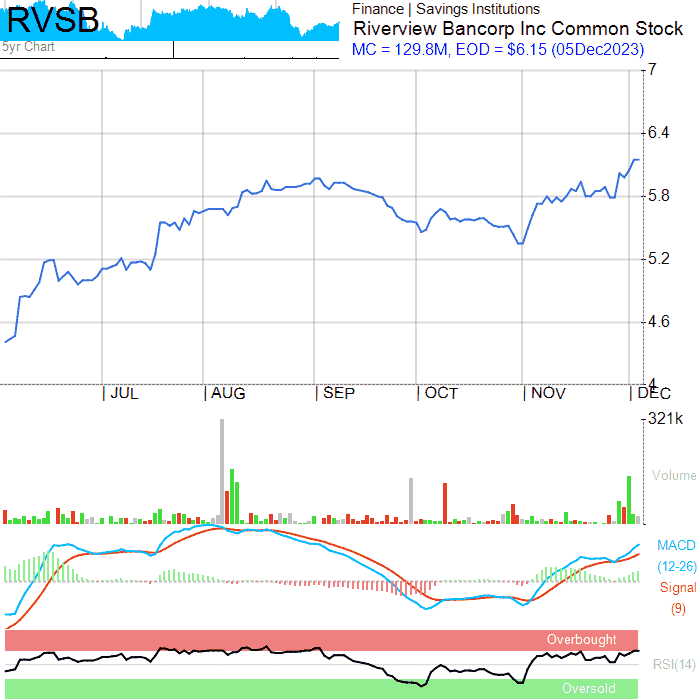 RVSB
5yr Chart
Finance | Savings Institutions
Riverview Bancorp Inc Common Stock
MC = 129.8M, EOD = $6.15 (05Dec2023)
7
6.4
5.8
5.2
4.6
4
| JUL | AUG | SEP | OCT | NOV | DEC
321k
Volume
MACD
(12-26)
Signal
(9)
Overbought
RSI(14)
Oversold